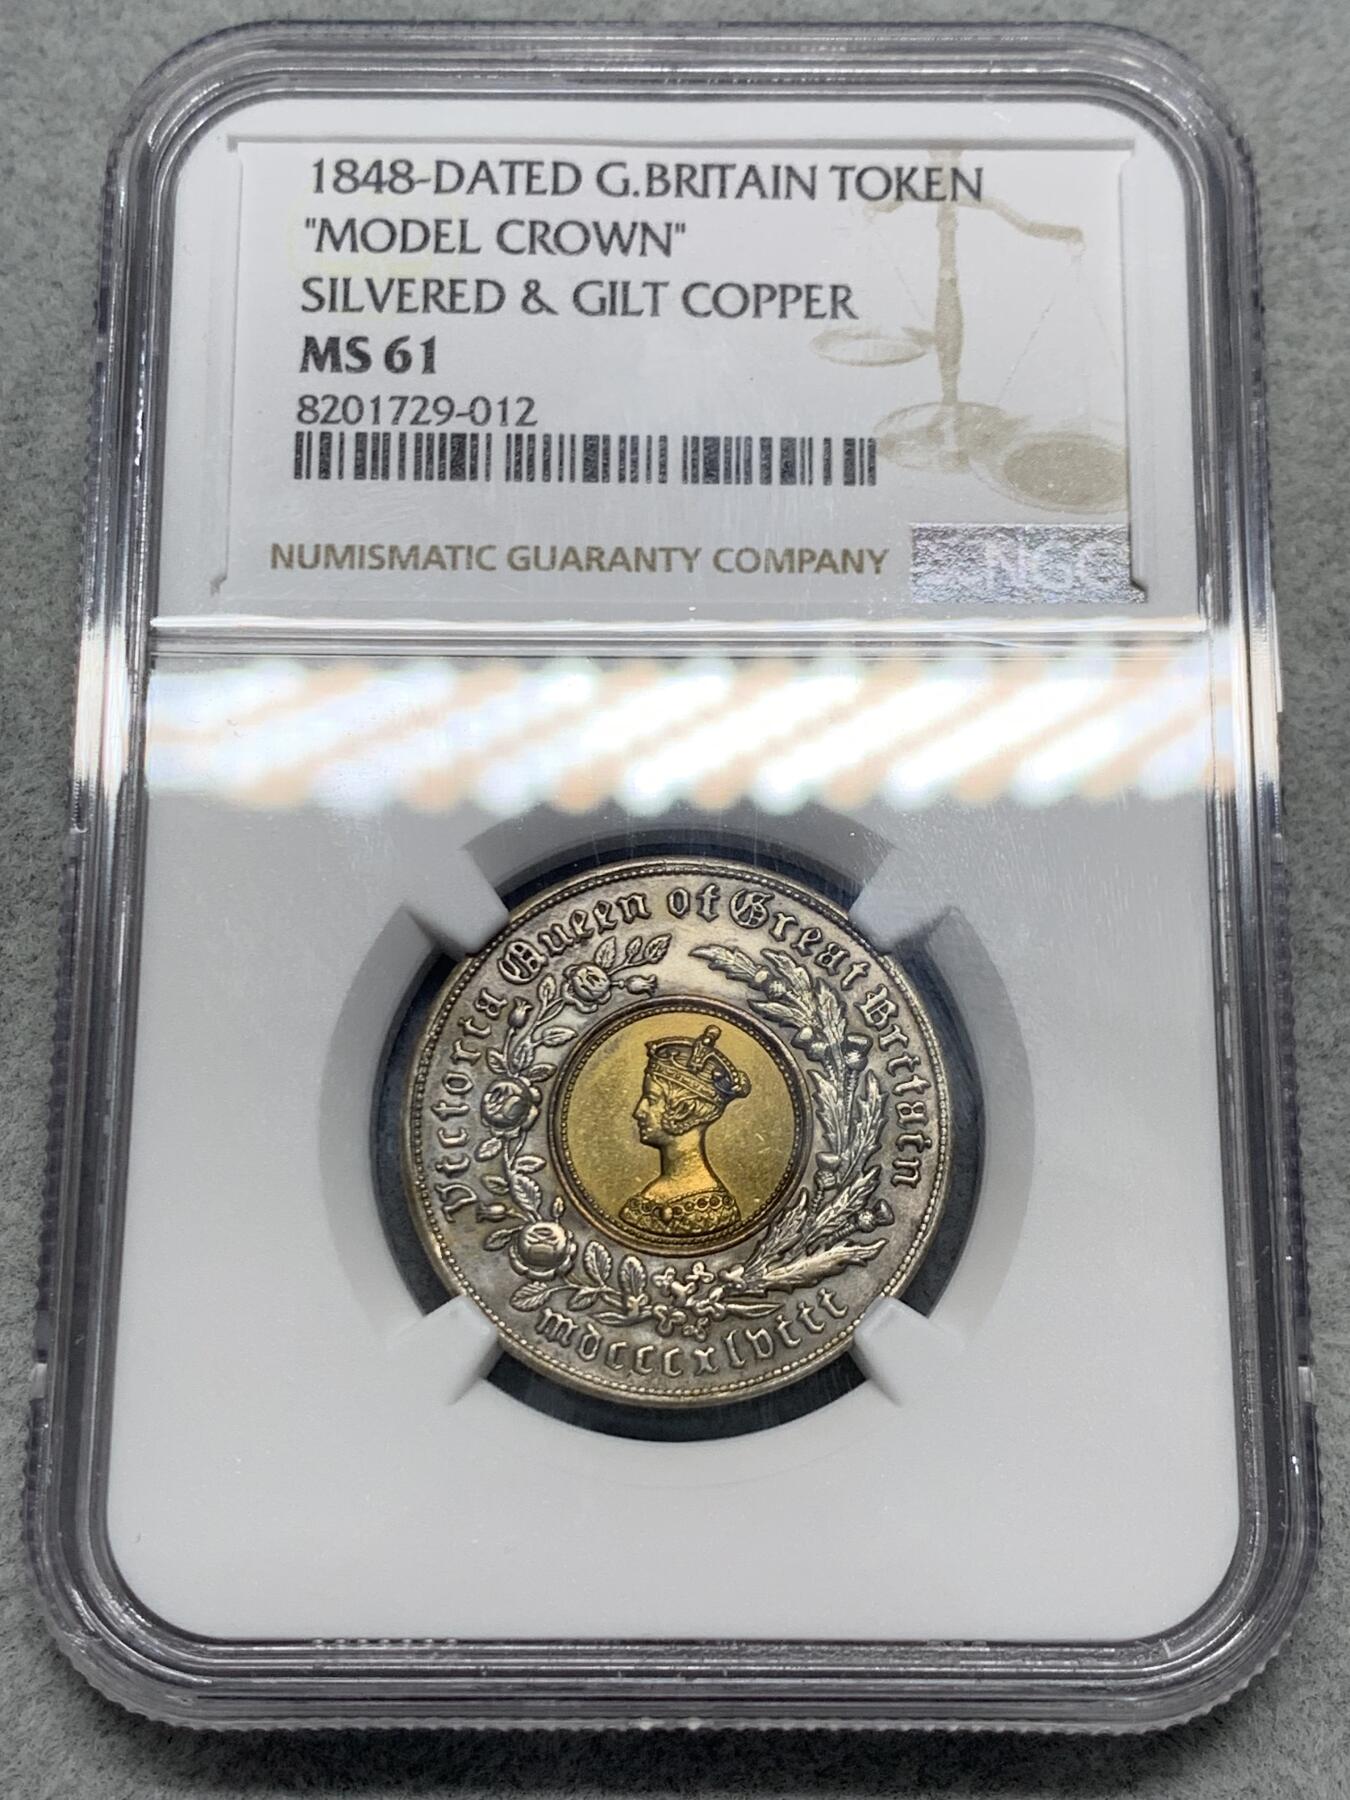 1848-DATED G.BRITAIN TOKEN
"MODEL CROWN"
SILVERED & GILT COPPER
MS 61
8201729-012
NUMISMATIC GUARANTY COMPANY
NGC
Victoria Queen of Great Britain
mdcccxlviii